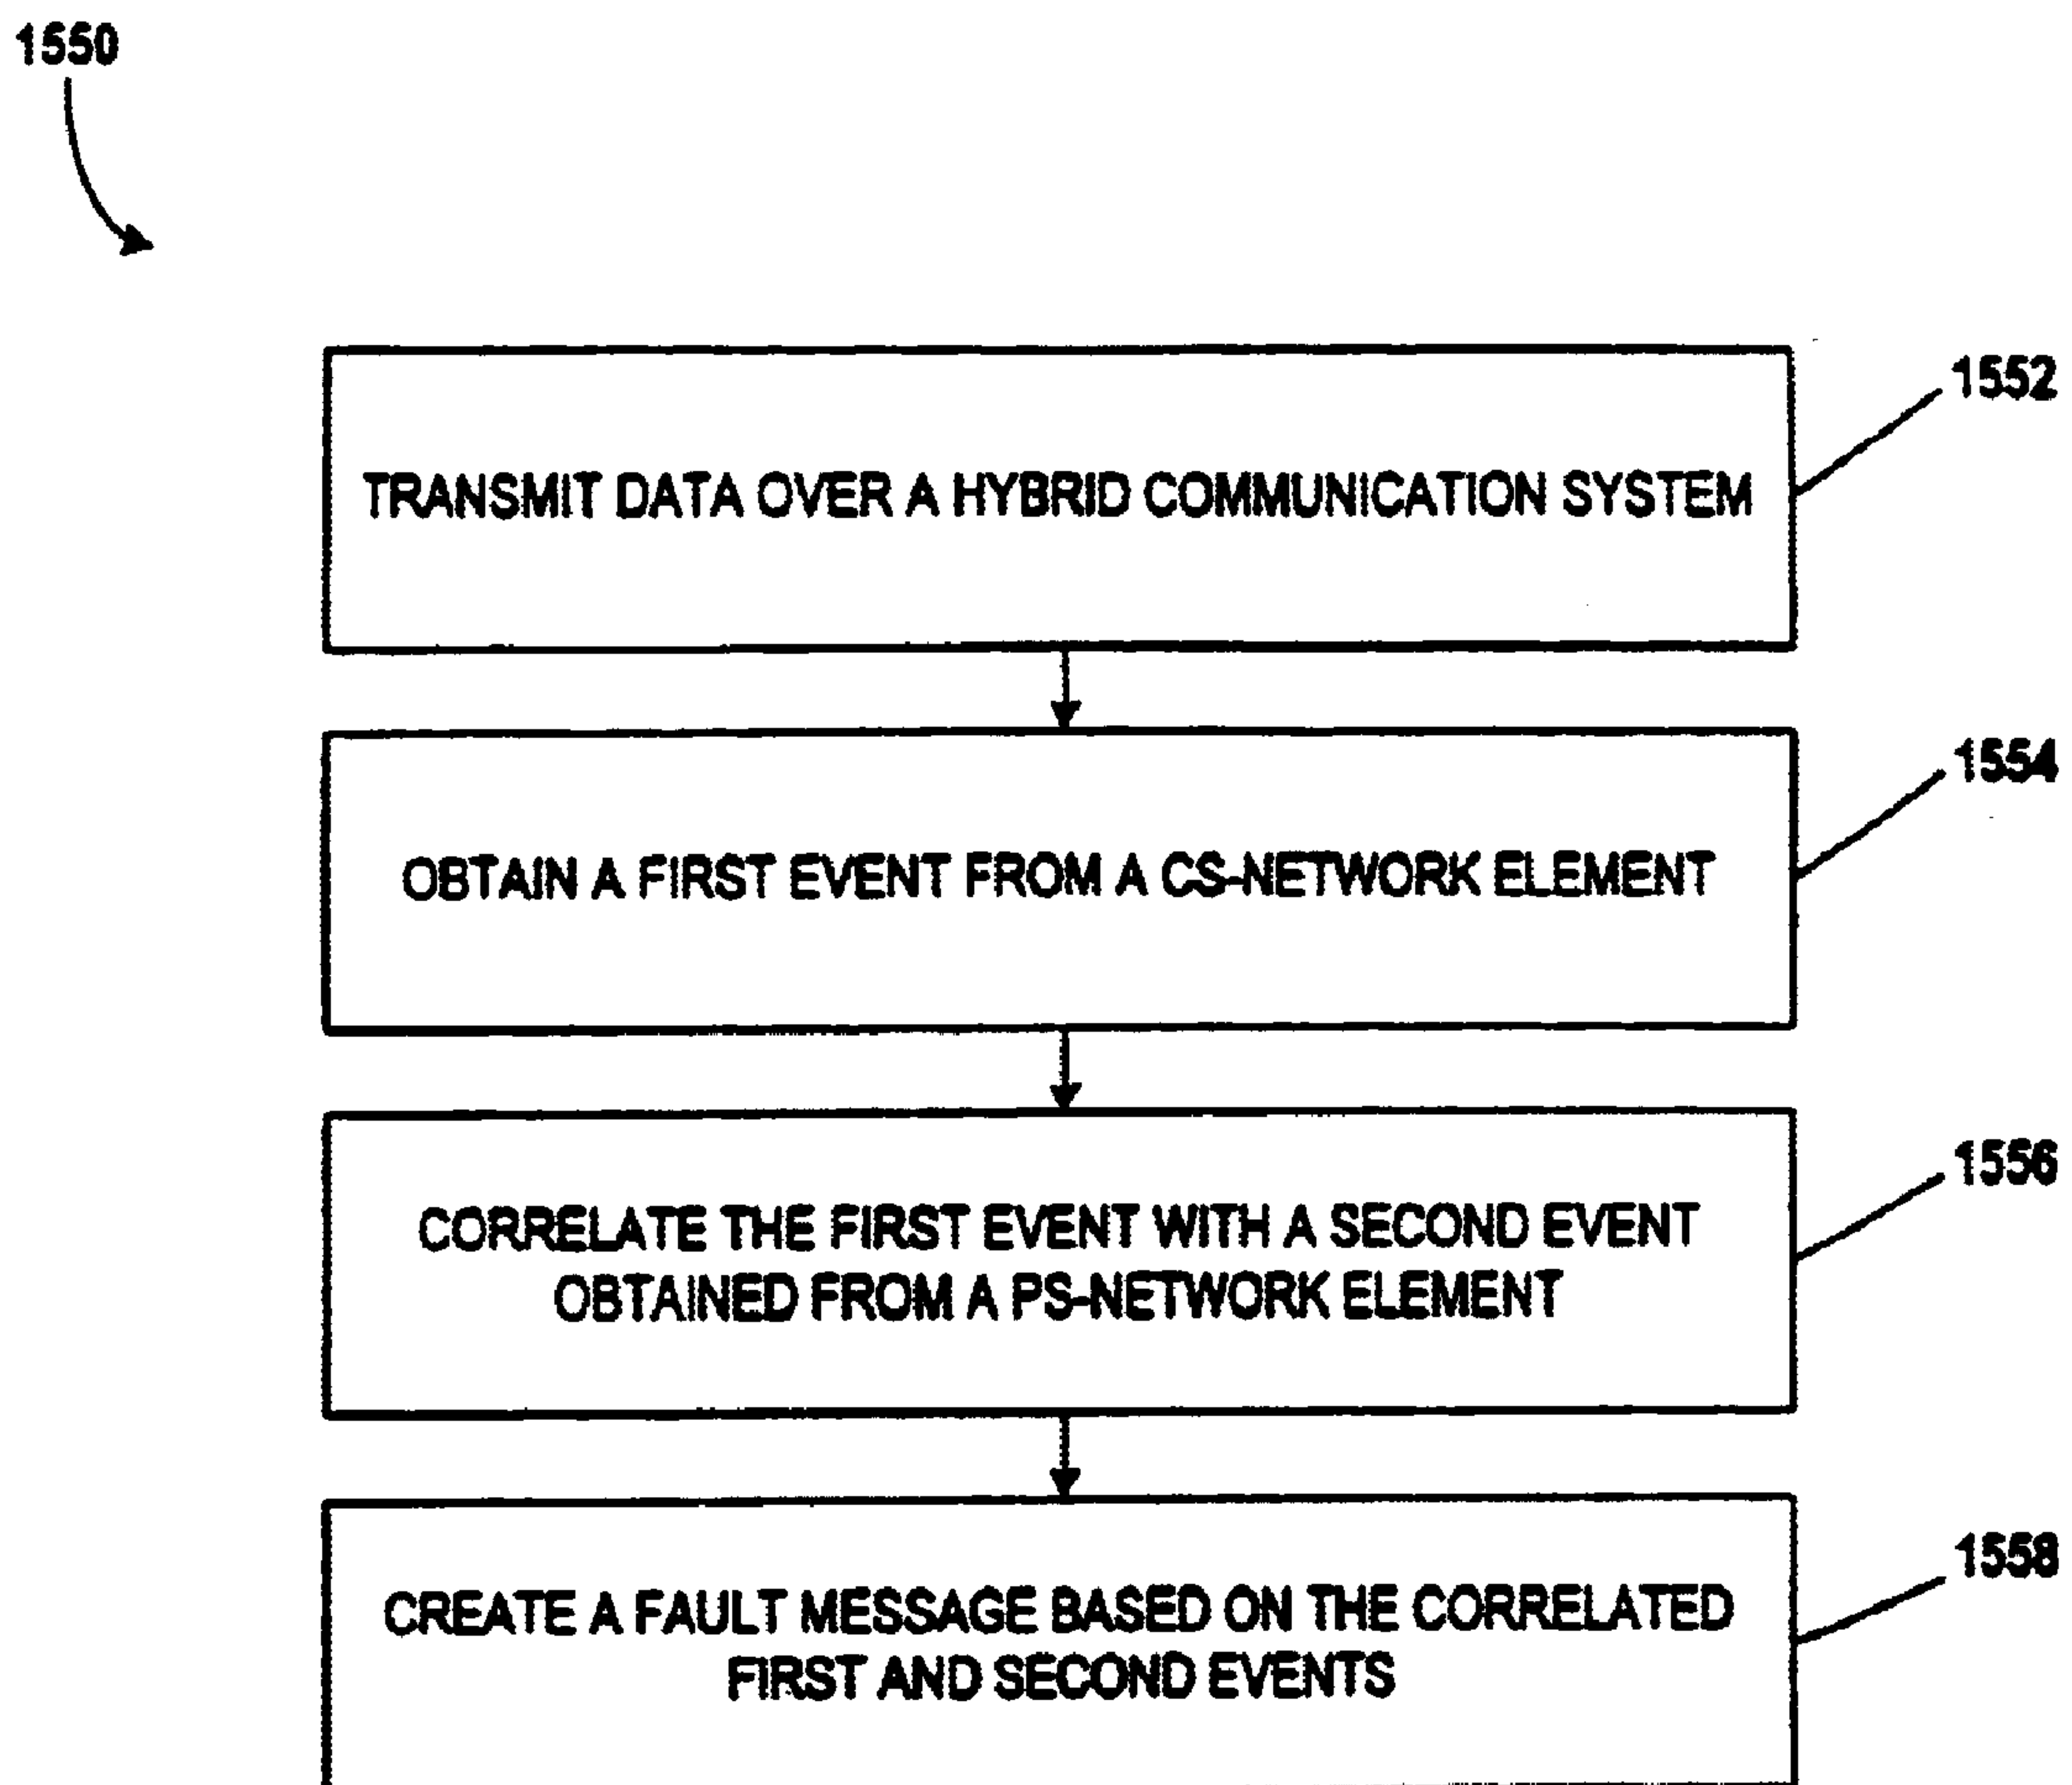 1550
1552
TRANSMIT DATA OVER A HYBRID COMMUNICATION SYSTEM
1554
OBTAIN A FIRST EVENT FROM A CS-NETWORK ELEMENT
1556
CORRELATE THE FIRST EVENT WITH A SECOND EVENT
OBTAINED FROM A PS-NETWORK ELEMENT
1558
CREATE A FAULT MESSAGE BASED ON THE CORRELATED
FIRST AND SECOND EVENTS